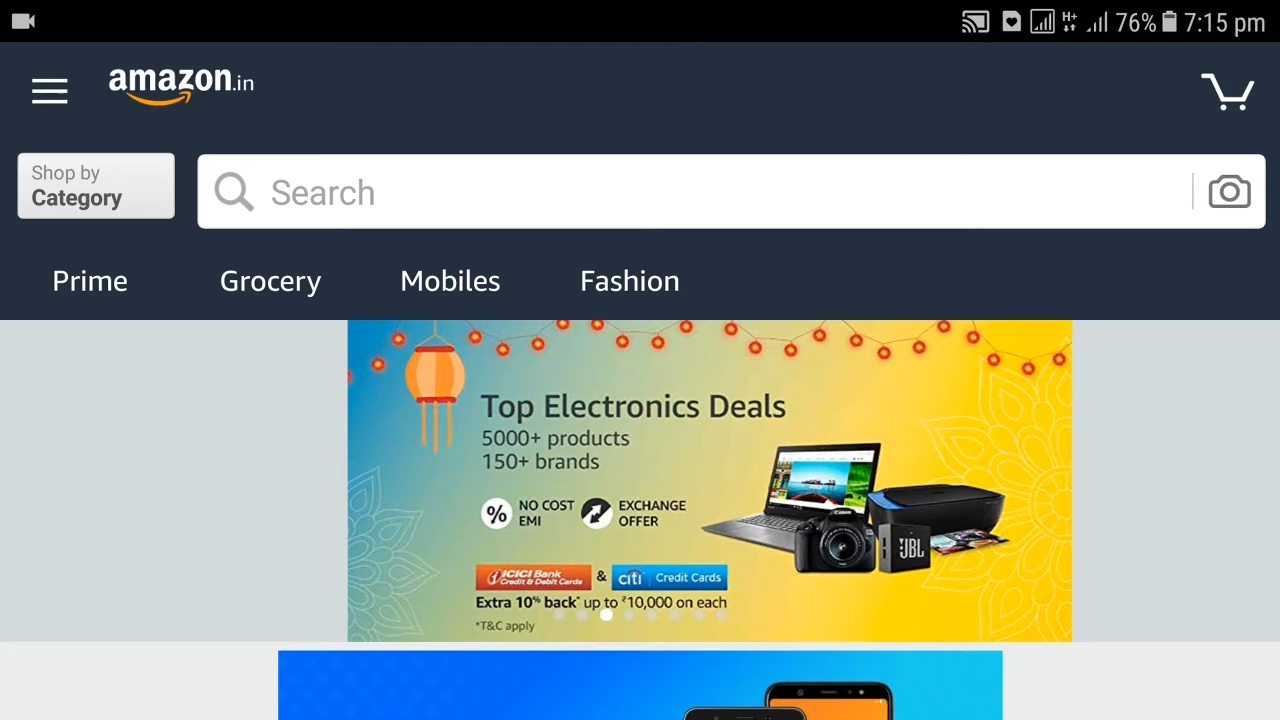 H+ 76% 7:15 pm
amazon.in
Shop by
Category
Search
Prime Grocery Mobiles Fashion
Top Electronics Deals
5000+ products
150+ brands
% NO COST EMI EXCHANGE OFFER
ICICI Bank Credit & Debit Cards & citi Credit Cards
Extra 10% back* up to ₹10,000 on each
*T&C apply
Canon
JBL